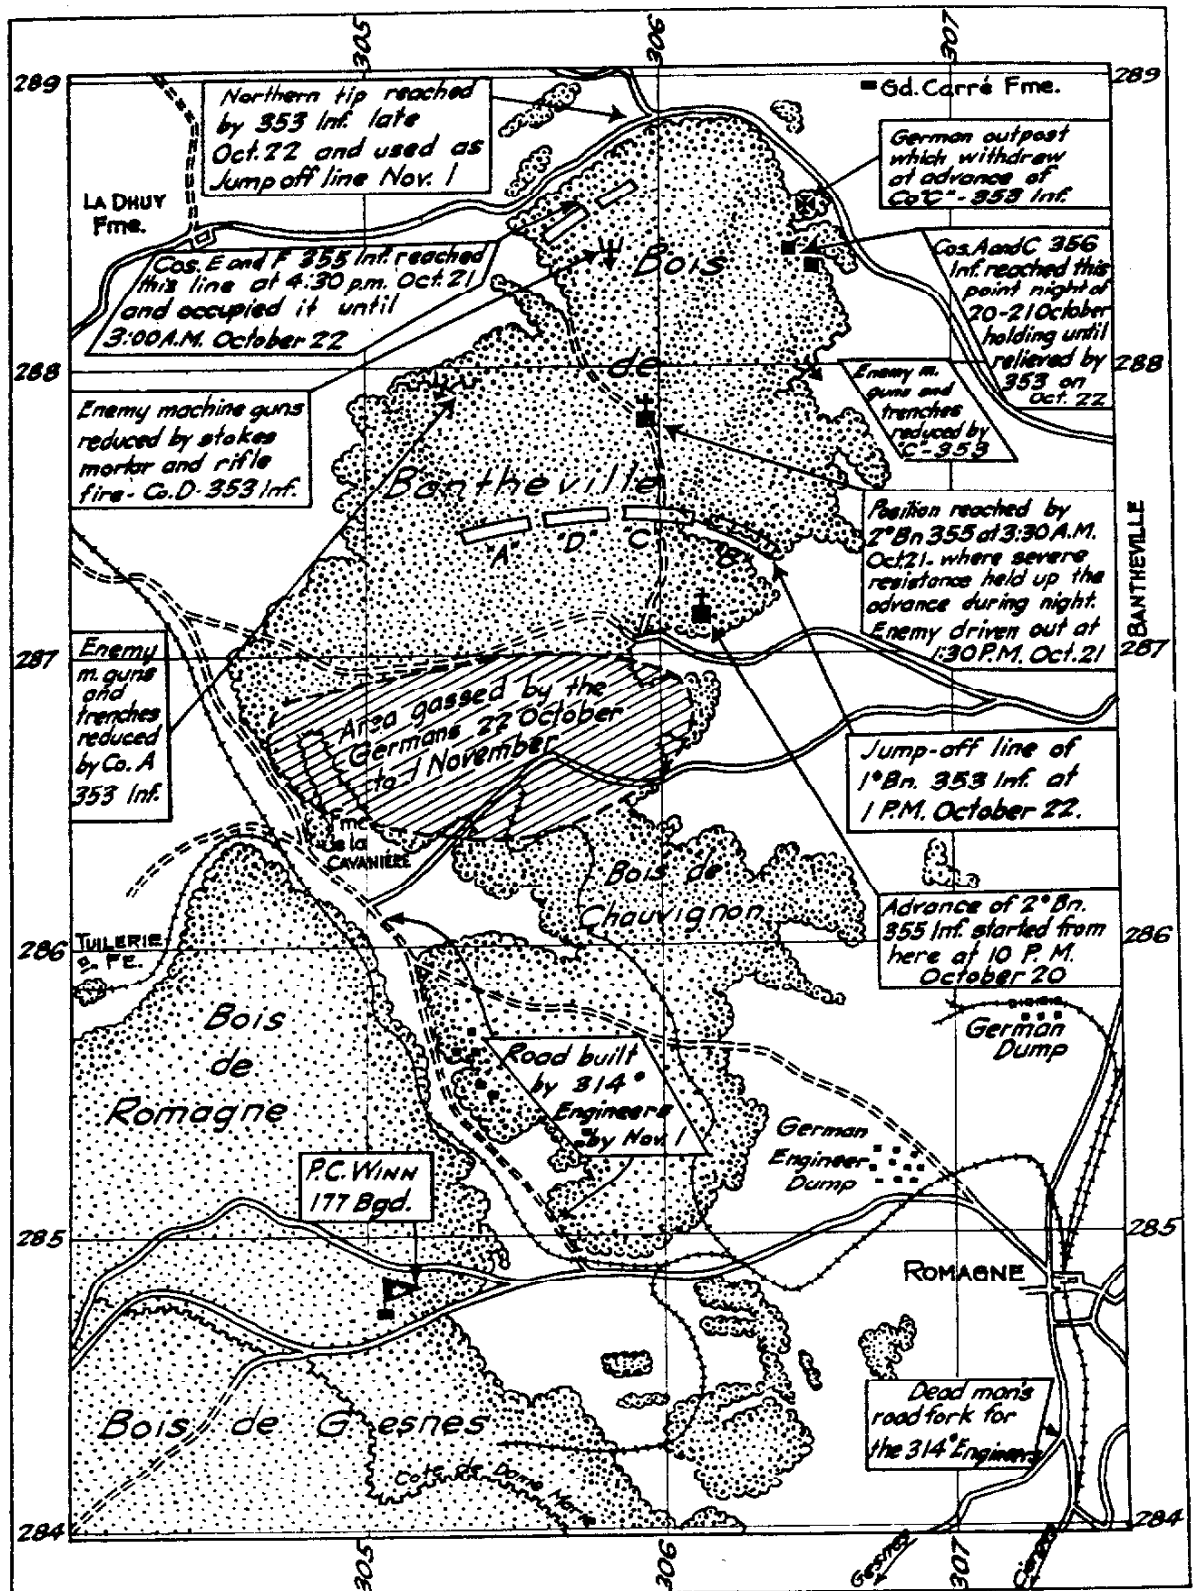 305
306
307
289
289
Northern tip reached
by 353 Inf. late
Oct. 22 and used as
Jump off line Nov. 1
Gd. Carré Fme.
German outpost
which withdrew
at advance of
Co"C" - 353 Inf.
LA DHUY
Fme.
Cos. E and F 355 Inf. reached
this line at 4:30 p.m. Oct. 21
and occupied it until
3:00 A.M. October 22
Cos. A and C 356
Inf. reached this
point night of
20-21 October
holding until
relieved by
353 on
Oct. 22
288
288
Enemy m.
guns and
trenches
reduced by
"C"-353
Enemy machine guns
reduced by stokes
mortar and rifle
fire - Co. D - 353 Inf.
Bois
de
Bantheville
"A"
"D"
"C"
"B"
Position reached by
2° Bn 355 at 3:30 A.M.
Oct 21. where severe
resistance held up the
advance during night.
Enemy driven out at
1:30 P.M. Oct. 21
BANTHEVILLE
287
287
Enemy
m. guns
and
trenches
reduced
by Co. A
353 Inf.
Area gassed by the
Germans 22 October
to 1 November
Jump-off line of
1° Bn. 353 Inf. at
1 P.M. October 22.
Fme
de la
CAVANIÈRE
Bois de
Chauvignon
Advance of 2° Bn.
355 Inf. started from
here at 10 P. M.
October 20
286
286
TUILERIE
FE.
Bois
de
Romagne
German
Dump
Road built
by 314°
Engineers
by Nov. 1
German
Engineer
Dump
P.C. WINN
177 Bgd.
285
285
ROMAGNE
Dead man's
road fork for
the 314° Engineers
Bois de Gesnes
Cote de Dame Marie
284
284
305
306
307
Gesnes